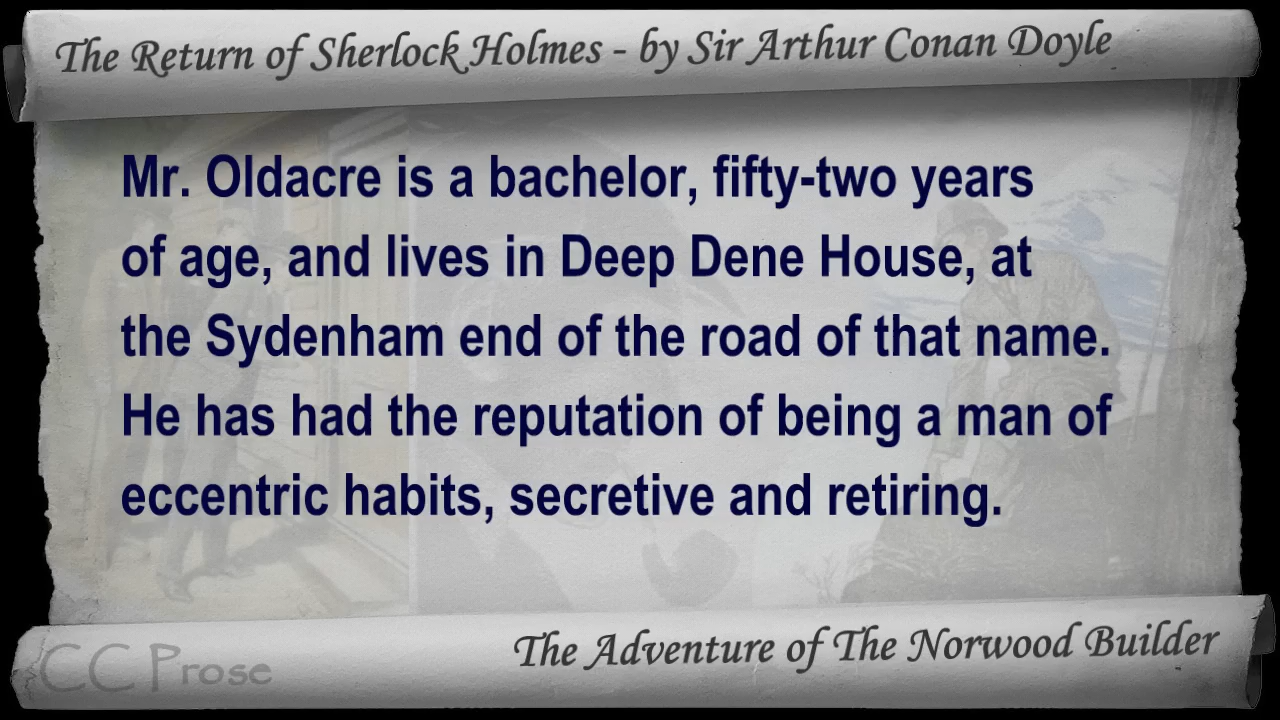 The Return of Sherlock Holmes - by Sir Arthur Conan Doyle
Mr. Oldacre is a bachelor, fifty-two years
of age, and lives in Deep Dene House, at
the Sydenham end of the road of that name.
He has had the reputation of being a man of
eccentric habits, secretive and retiring.
The Adventure of The Norwood Builder
CC Prose